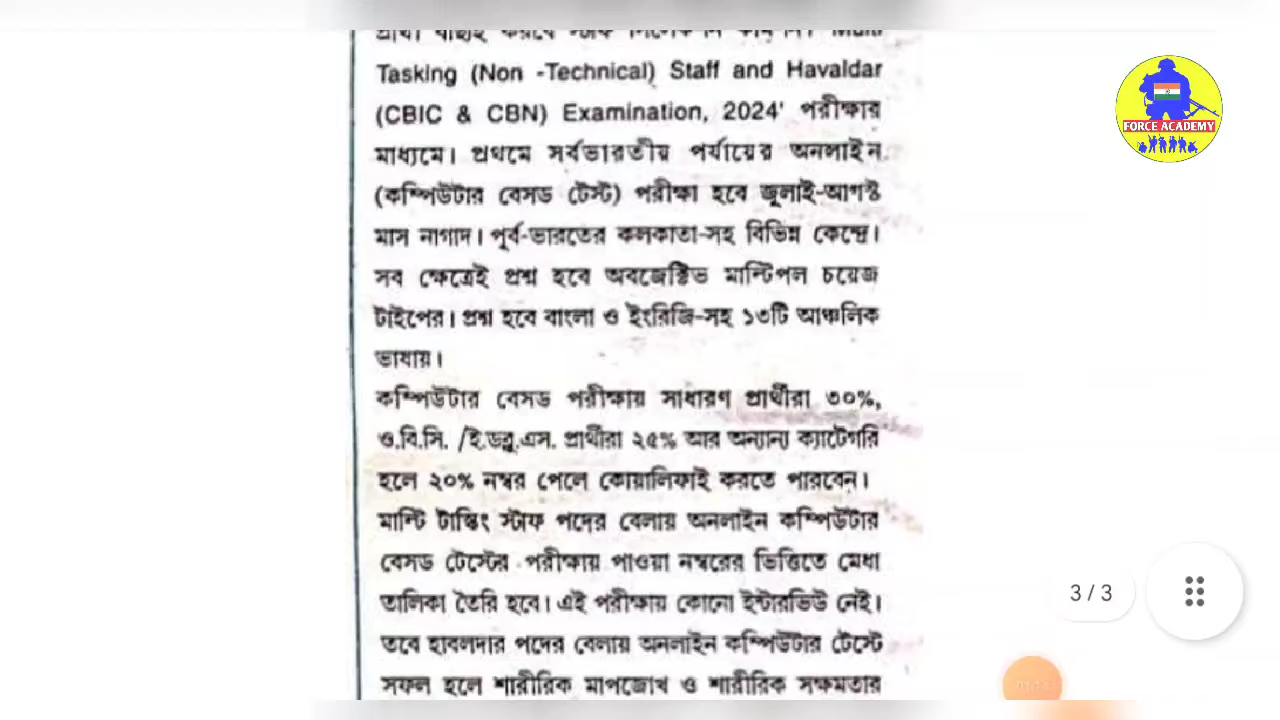 Tasking (Non -Technical) Staff and Havaldar
(CBIC & CBN) Examination, 2024' পরীক্ষার
মাধ্যমে। প্রথমে সর্বভারতীয় পর্যায়ের অনলাইন
(কম্পিউটার বেসড টেস্ট) পরীক্ষা হবে জুলাই-আগস্ট
মাস নাগাদ। পূর্ব-ভারতের কলকাতা-সহ বিভিন্ন কেন্দ্রে।
সব ক্ষেত্রেই প্রশ্ন হবে অবজেক্টিভ মাল্টিপল চয়েজ
টাইপের। প্রশ্ন হবে বাংলা ও ইংরিজি-সহ ১৩টি আঞ্চলিক
ভাষায়।
কম্পিউটার বেসড পরীক্ষায় সাধারণ প্রার্থীরা ৩০%,
ও.বি.সি. /ই.ডব্লু.এস. প্রার্থীরা ২৫% আর অন্যান্য ক্যাটেগরি
হলে ২০% নম্বর পেলে কোয়ালিফাই করতে পারবেন।
মাল্টি টাস্কিং স্টাফ পদের বেলায় অনলাইন কম্পিউটার
বেসড টেস্টের পরীক্ষায় পাওয়া নম্বরের ভিত্তিতে মেধা
তালিকা তৈরি হবে। এই পরীক্ষায় কোনো ইন্টারভিউ নেই।
তবে হাবলদার পদের বেলায় অনলাইন কম্পিউটার টেস্টে
সফল হলে শারীরিক মাপজোখ ও শারীরিক সক্ষমতার
FORCE ACADEMY
3 / 3